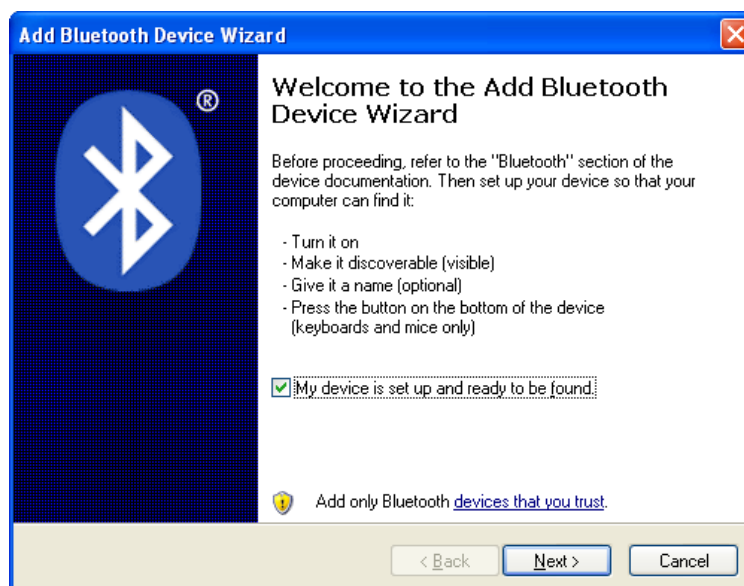 Add Bluetooth Device Wizard
®
Welcome to the Add Bluetooth
Device Wizard
Before proceeding, refer to the "Bluetooth" section of the
device documentation. Then set up your device so that your
computer can find it:
- Turn it on
- Make it discoverable (visible)
- Give it a name (optional)
- Press the button on the bottom of the device
(keyboards and mice only)
My device is set up and ready to be found.
Add only Bluetooth devices that you trust.
< Back Next > Cancel